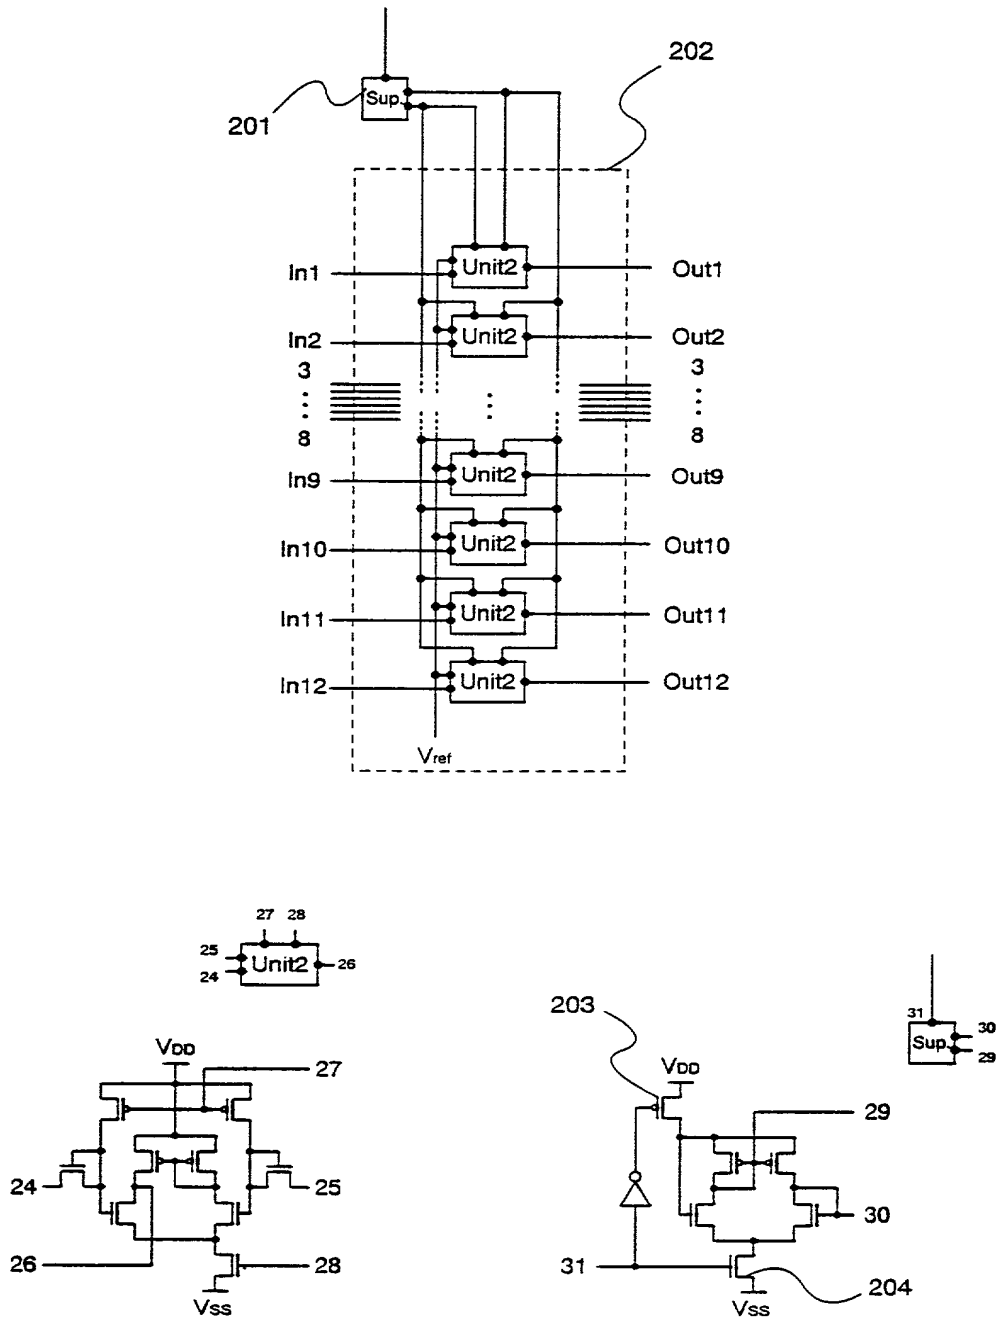 202
Sup.
201
In1 Unit2 Out1
In2 Unit2 Out2
3 3
8 8
In9 Unit2 Out9
In10 Unit2 Out10
In11 Unit2 Out11
In12 Unit2 Out12
Vref
27 28
25
24 Unit2 26
203
31
30
Sup.
29
VDD
27
VDD
29
24 25
30
26 28
31
204
VSS
VSS